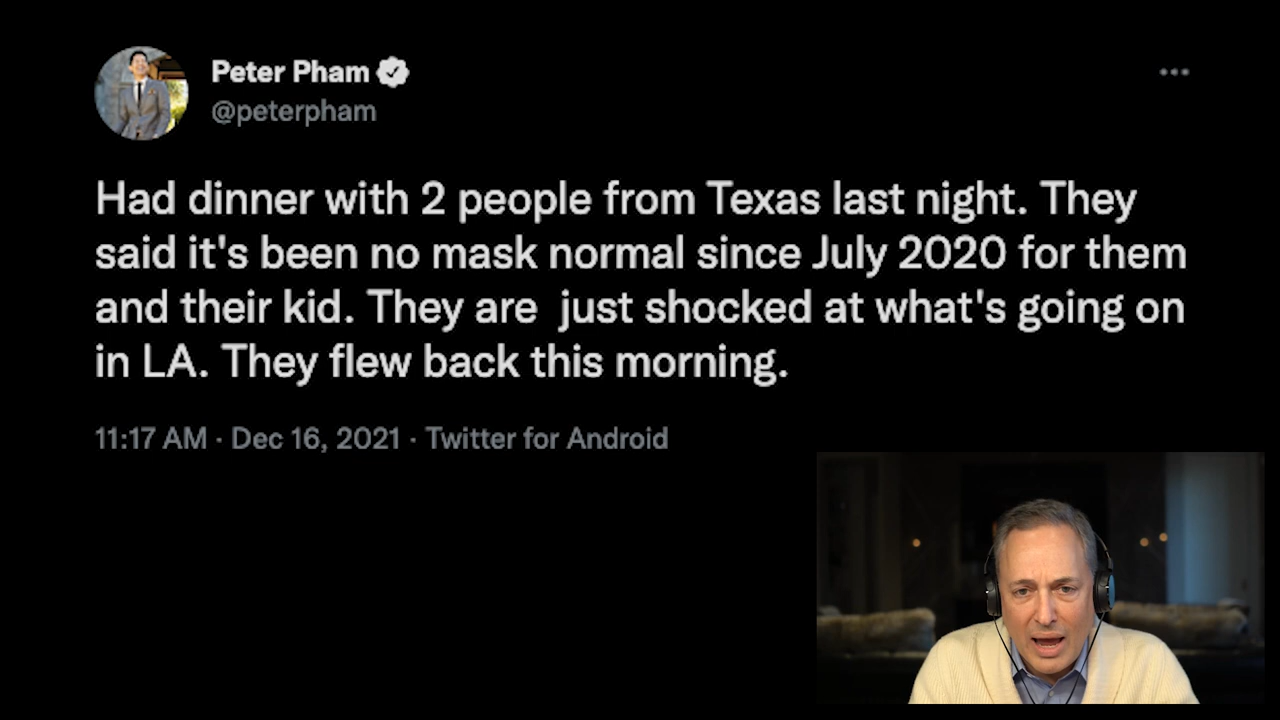 Peter Pham
@peterpham
Had dinner with 2 people from Texas last night. They
said it's been no mask normal since July 2020 for them
and their kid. They are  just shocked at what's going on
in LA. They flew back this morning.
11:17 AM · Dec 16, 2021 · Twitter for Android